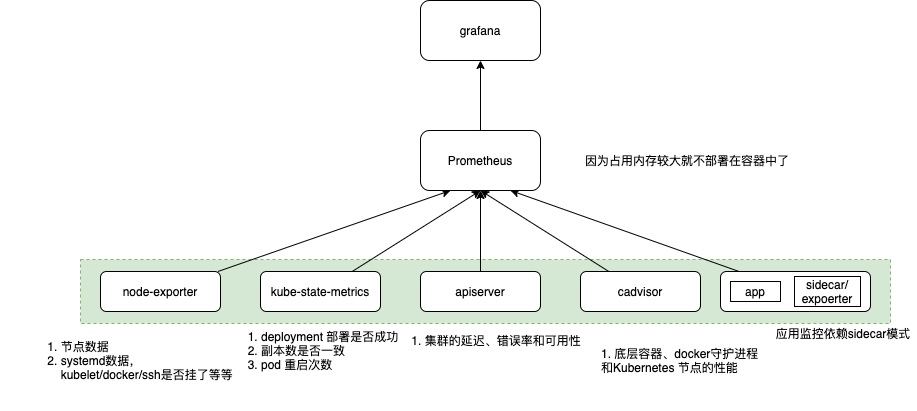 grafana
Prometheus
因为占用内存较大就不部署在容器中了
node-exporter
kube-state-metrics
apiserver
cadvisor
app
sidecar/
expoerter
应用监控依赖sidecar模式
1. 节点数据
2. systemd数据，
kubelet/docker/ssh是否挂了等等
1. deployment 部署是否成功
2. 副本数是否一致
3. pod 重启次数
1. 集群的延迟、错误率和可用性
1. 底层容器、docker守护进程
和Kubernetes 节点的性能